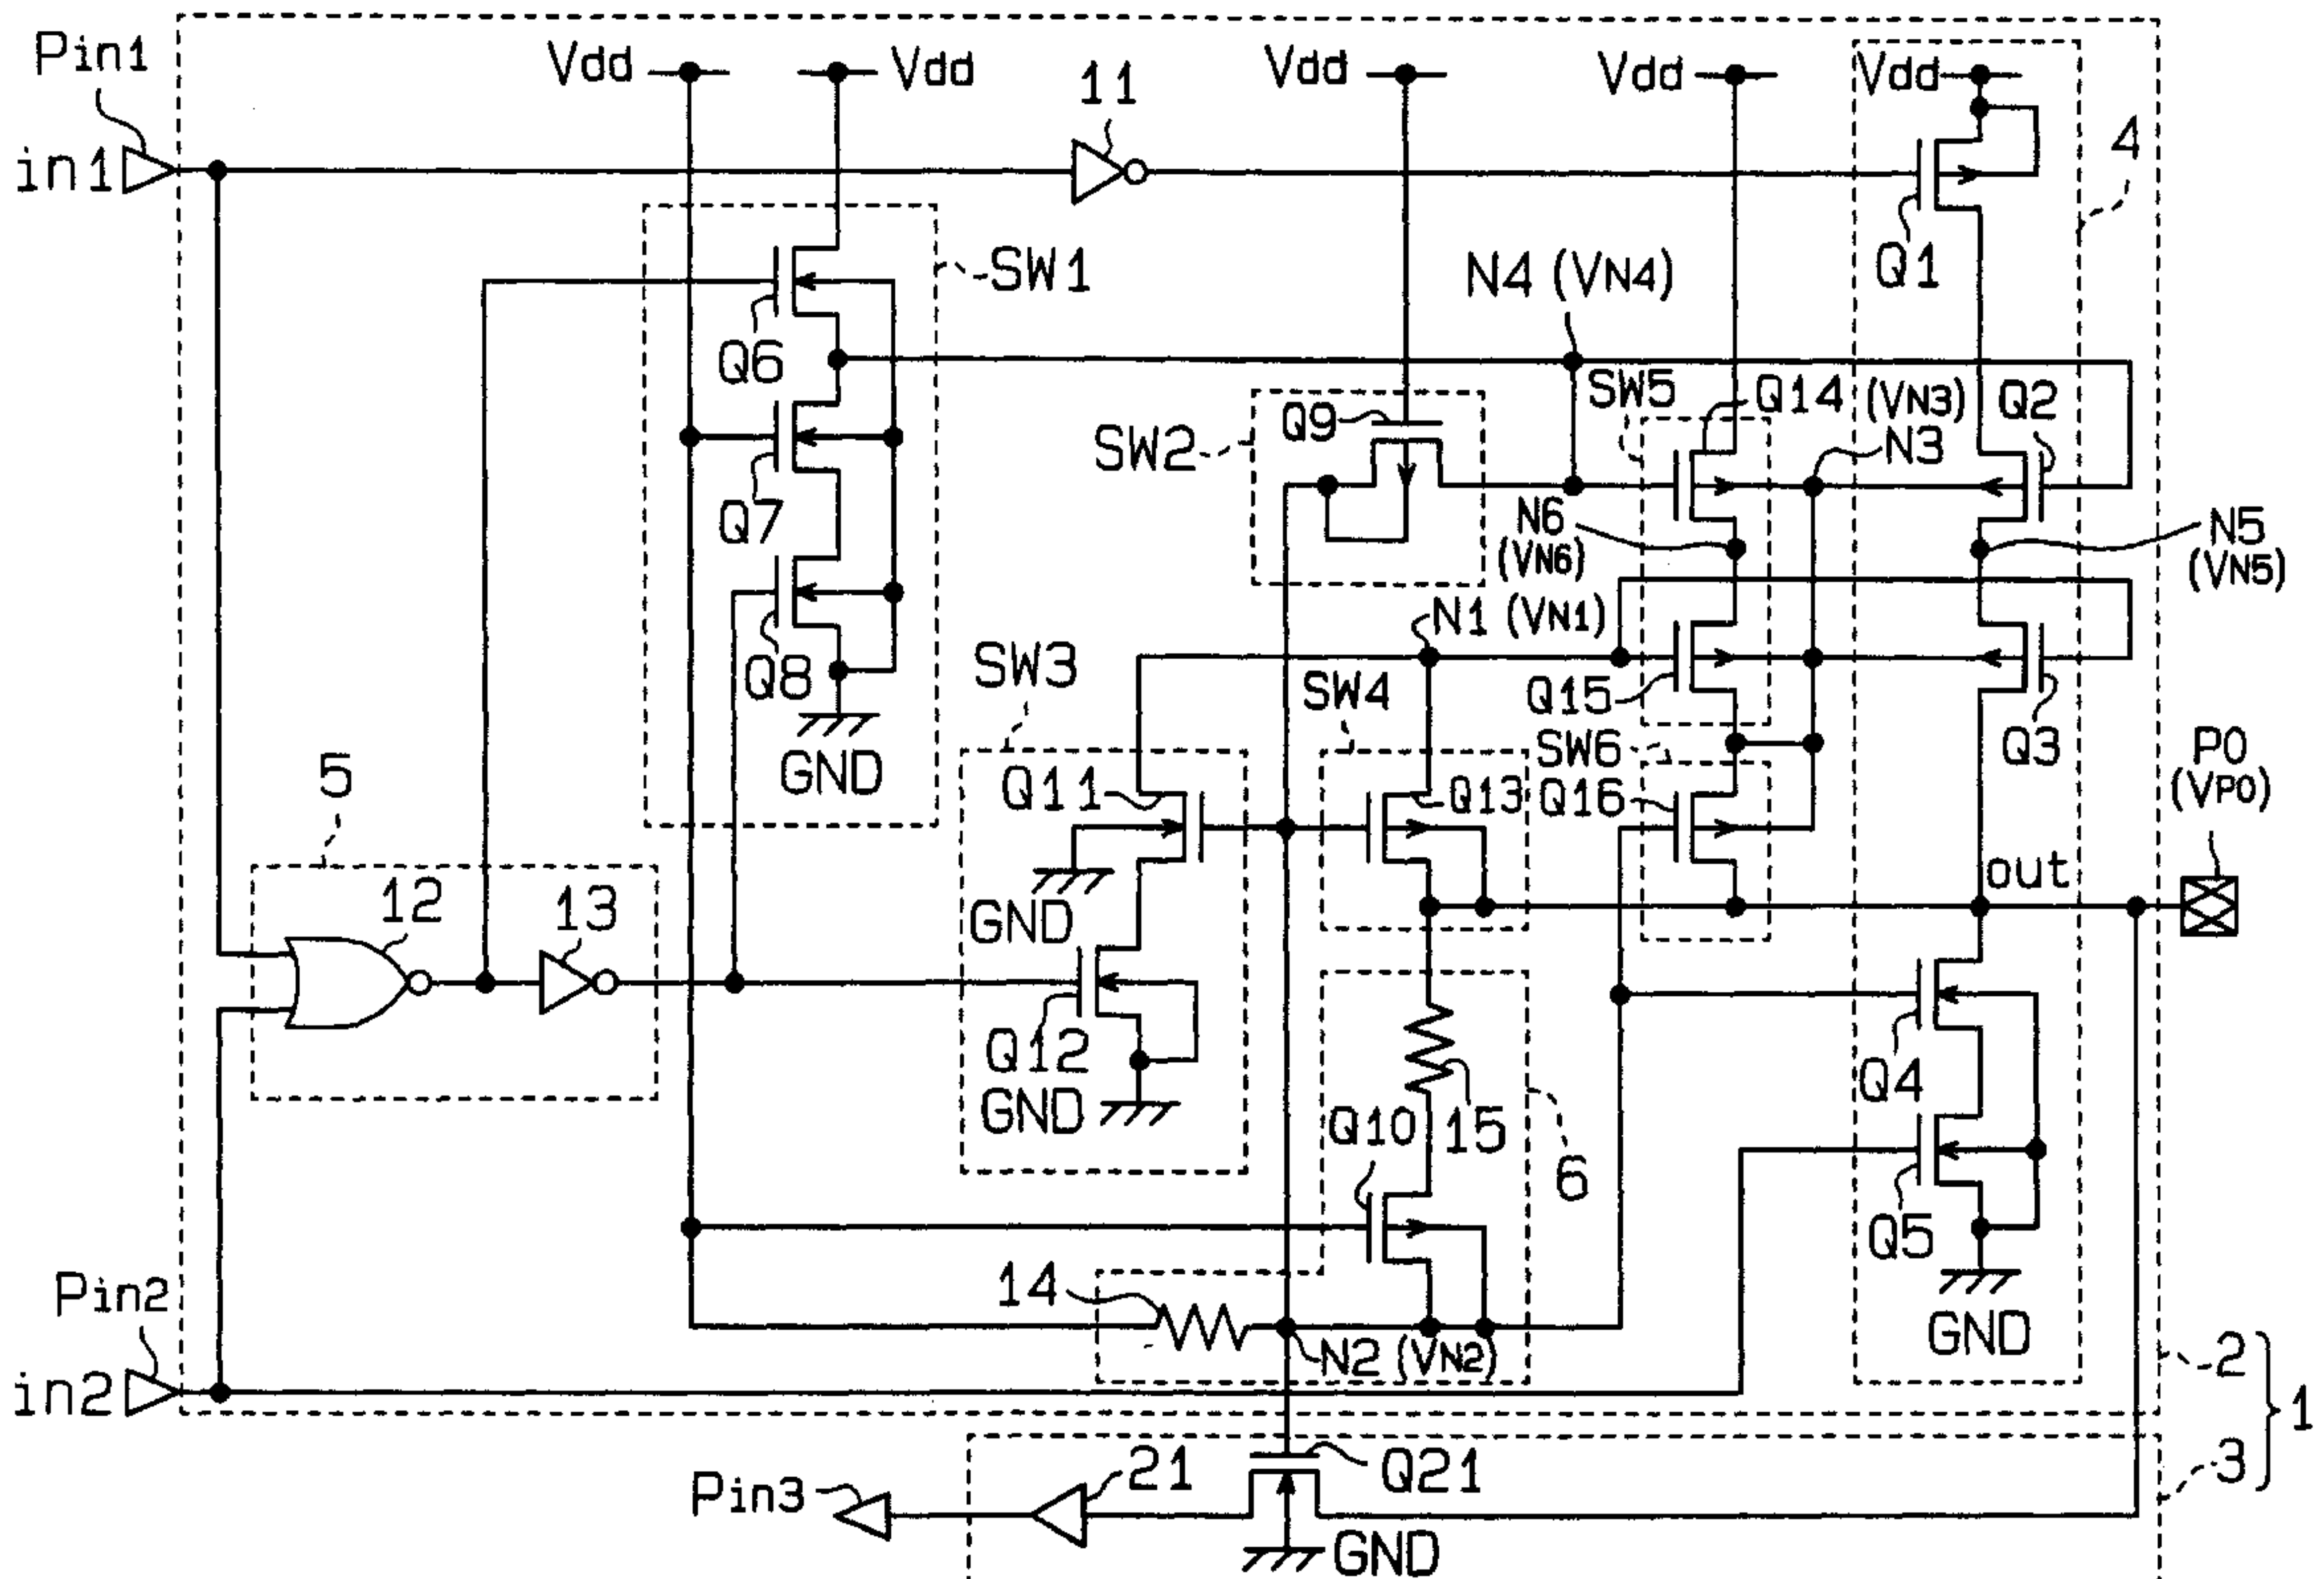 Pin1
Vdd
Vdd
Vdd
Vdd
Vdd
11
4
in1
SW1
N4 (VN4)
Q1
Q6
SW5
Q14
(VN3)
Q2
Q9
SW2
N3
Q7
N6
(VN6)
N5
(VN5)
N1 (VN1)
SW3
Q8
SW4
Q15
SW6
Q3
P0
(VP0)
GND
5
Q11
Q13
Q16
out
12
13
GND
Q12
Q4
GND
Q10
15
6
Q5
14
Pin2
N2 (VN2)
GND
2
in2
1
21
Q21
3
Pin3
GND